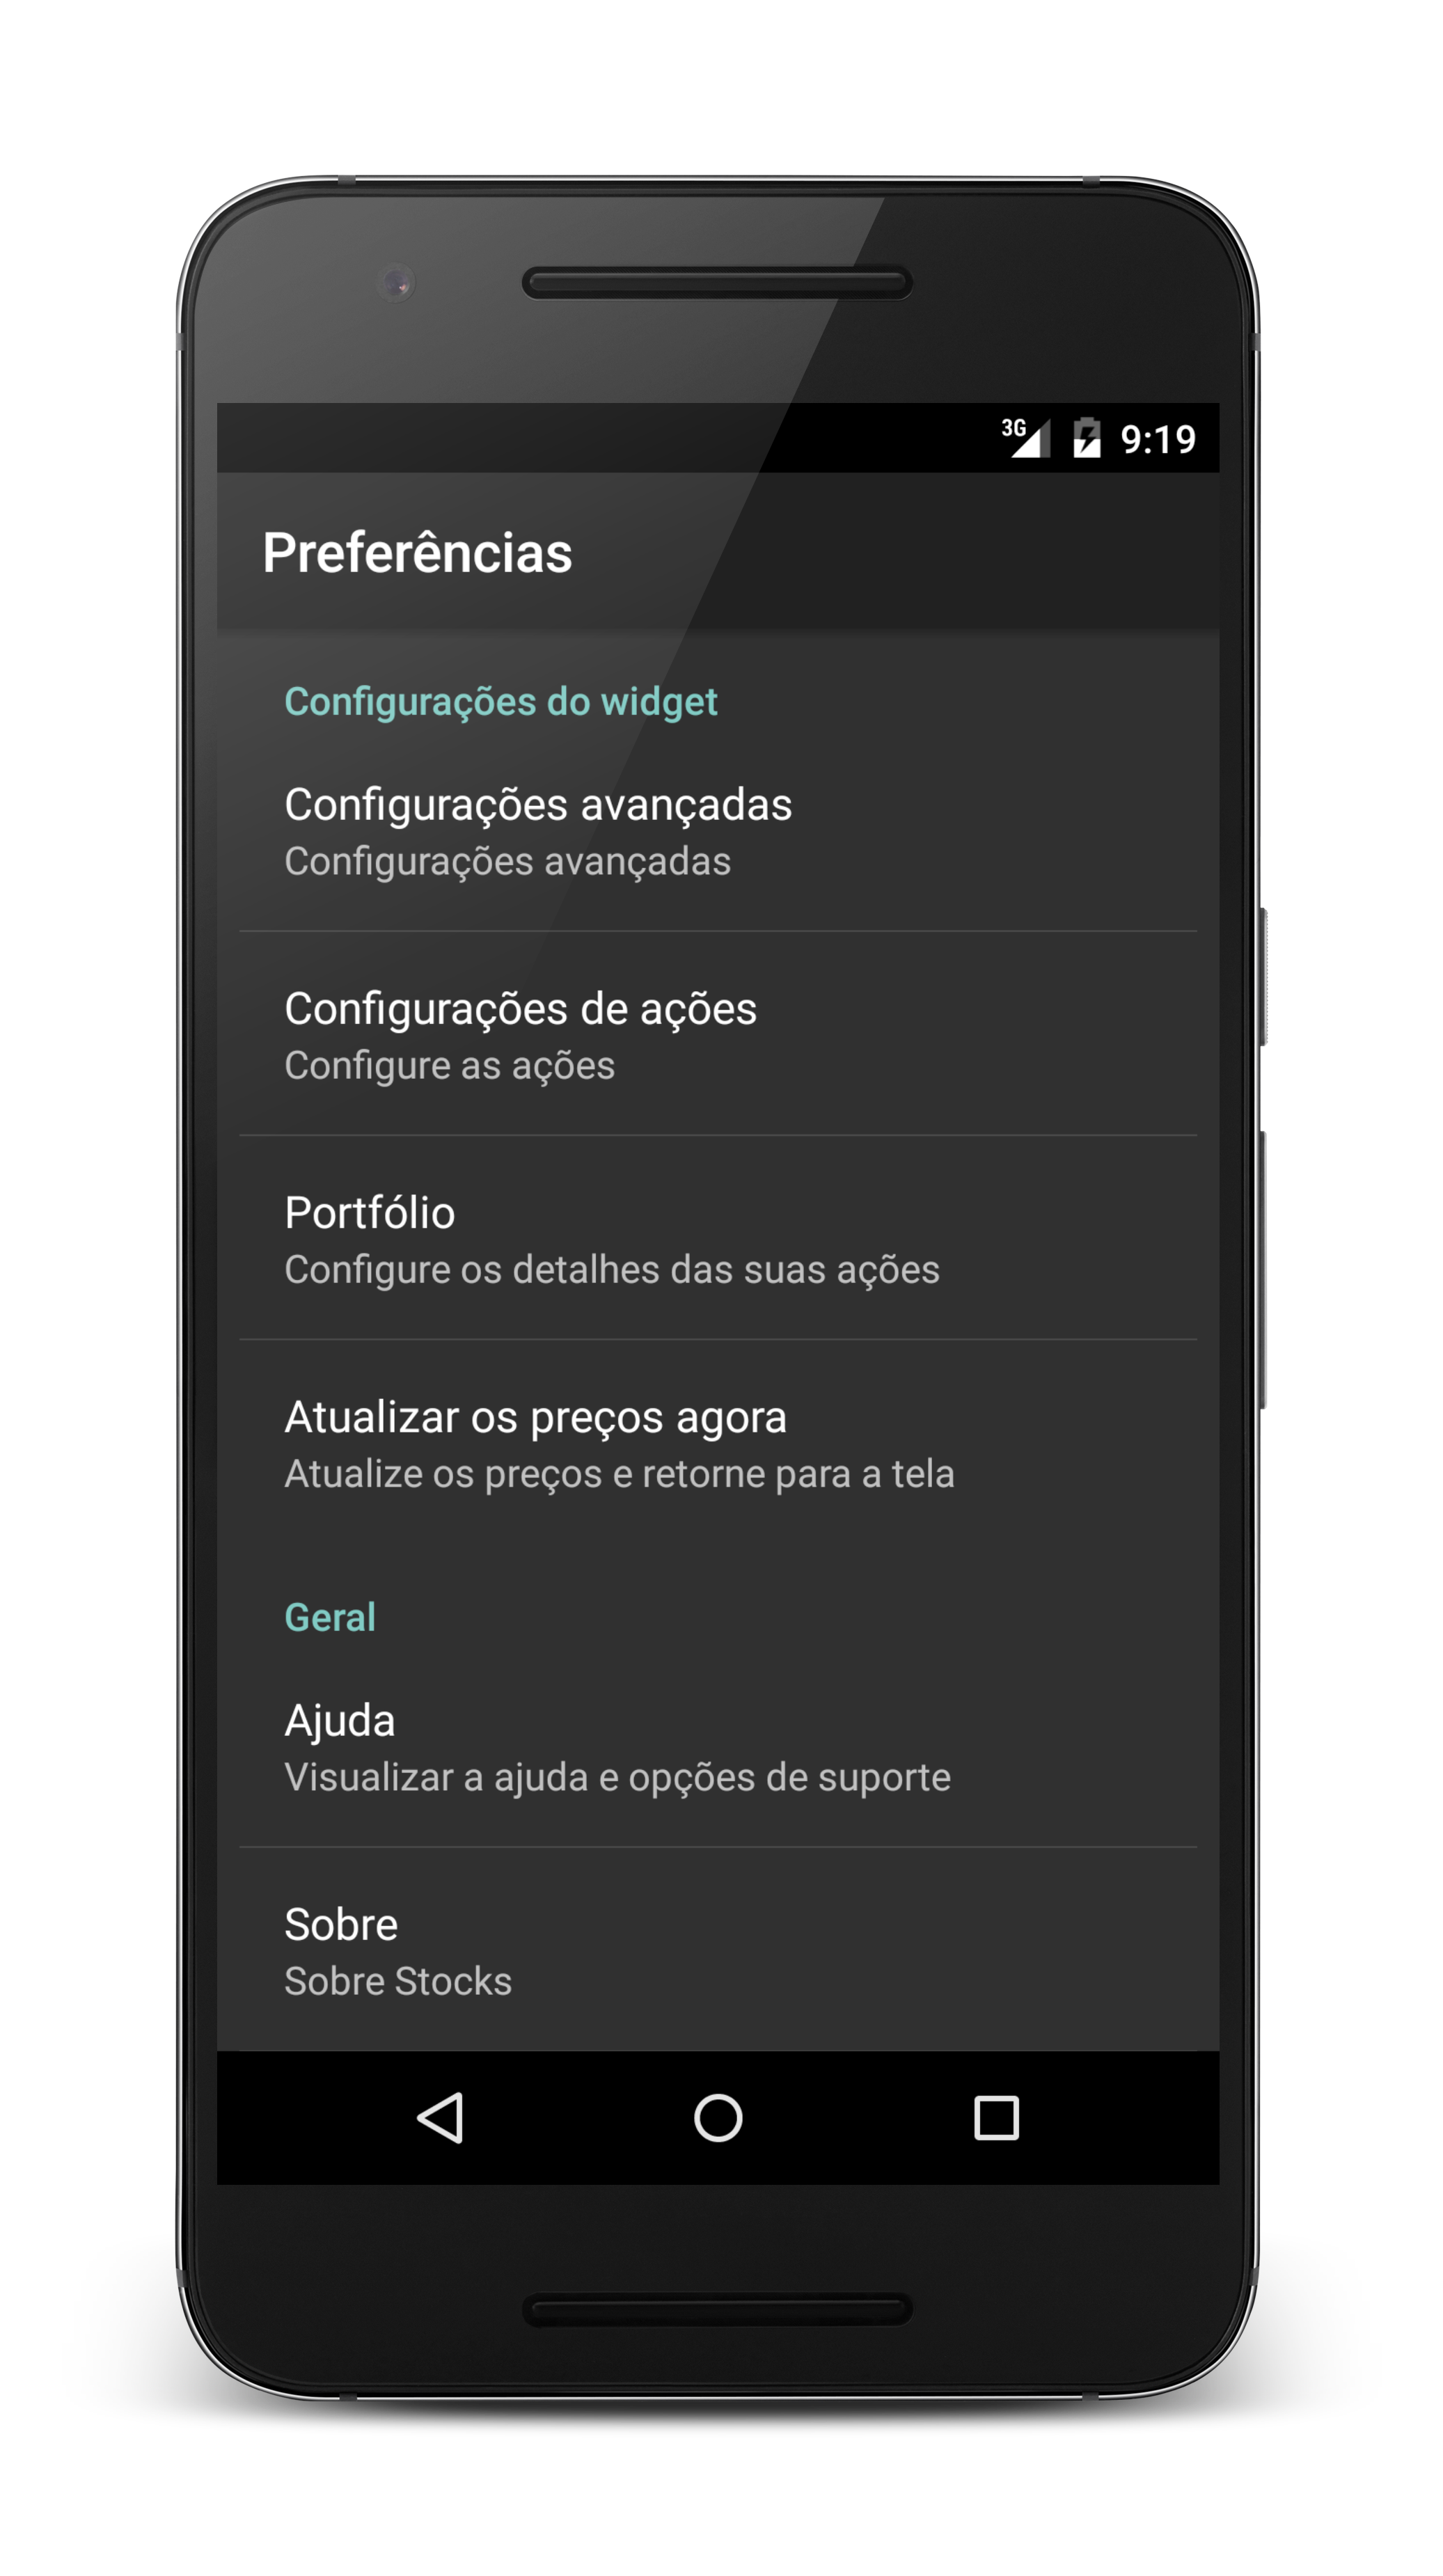 3G 9:19
Preferências
Configurações do widget
Configurações avançadas
Configurações avançadas
Configurações de ações
Configure as ações
Portfólio
Configure os detalhes das suas ações
Atualizar os preços agora
Atualize os preços e retorne para a tela
Geral
Ajuda
Visualizar a ajuda e opções de suporte
Sobre
Sobre Stocks